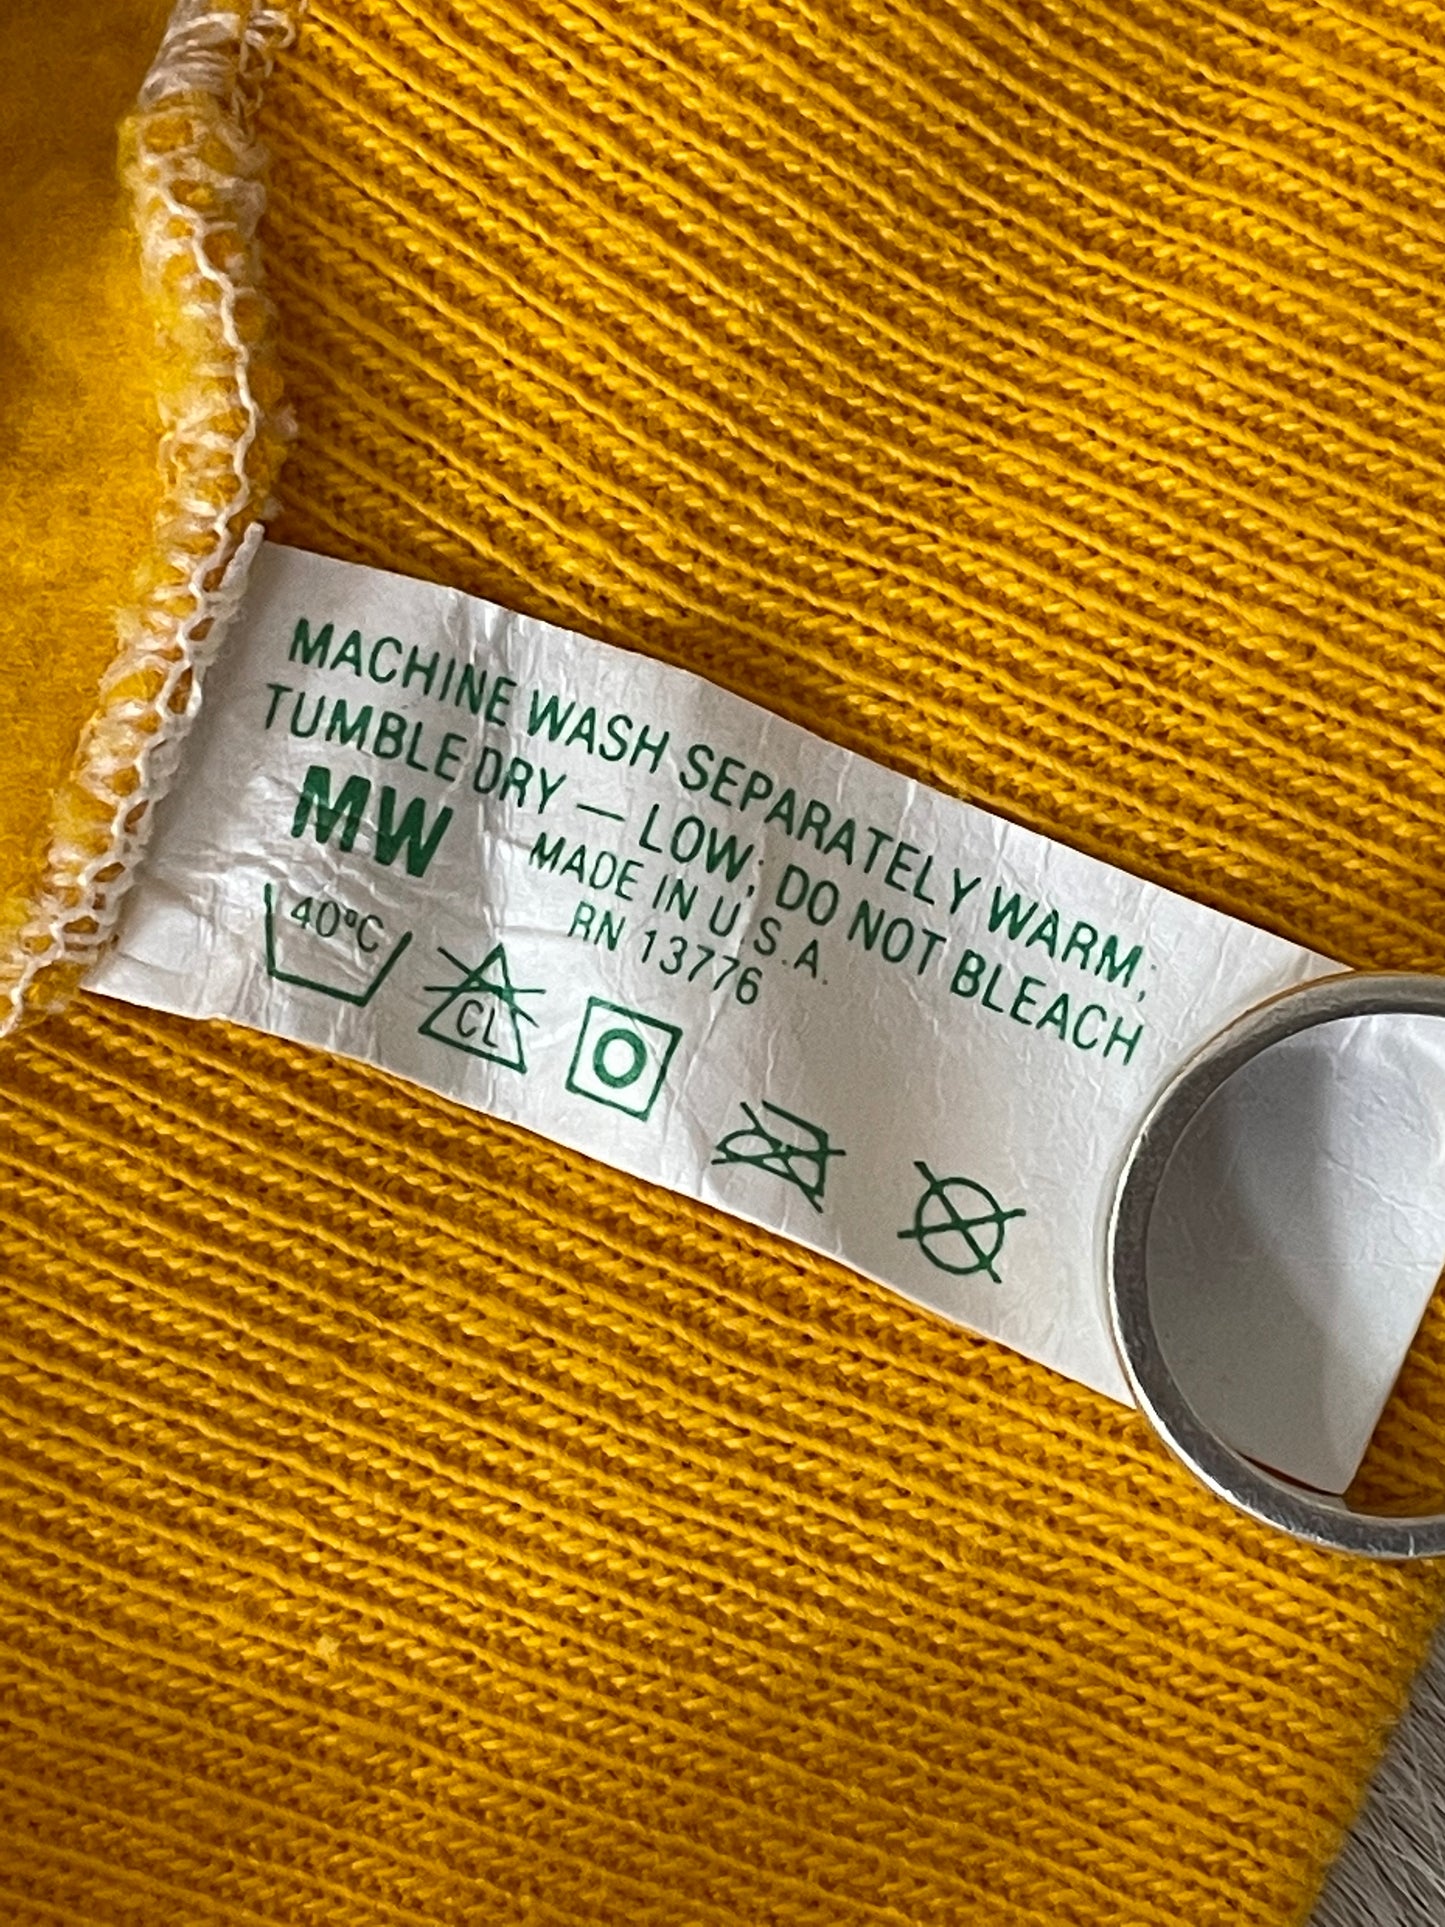 MACHINE WASH SEPARATELY WARM;
TUMBLE DRY — LOW; DO NOT BLEACH
MW
MADE IN U.S.A.
RN 13776
40°C
CL